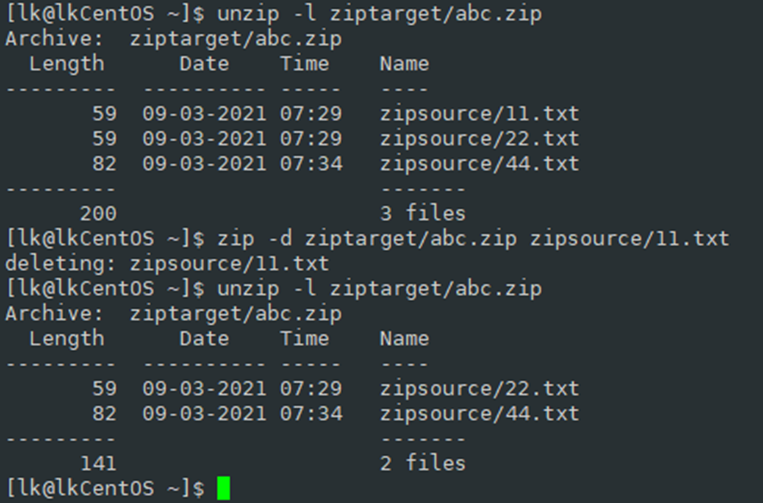 [lk@lkCentOS ~]$ unzip -l ziptarget/abc.zip
Archive:  ziptarget/abc.zip
  Length      Date    Time    Name
---------  ---------- -----   ----
       59  09-03-2021 07:29   zipsource/11.txt
       59  09-03-2021 07:29   zipsource/22.txt
       82  09-03-2021 07:34   zipsource/44.txt
---------                     -------
      200                     3 files
[lk@lkCentOS ~]$ zip -d ziptarget/abc.zip zipsource/11.txt
deleting: zipsource/11.txt
[lk@lkCentOS ~]$ unzip -l ziptarget/abc.zip
Archive:  ziptarget/abc.zip
  Length      Date    Time    Name
---------  ---------- -----   ----
       59  09-03-2021 07:29   zipsource/22.txt
       82  09-03-2021 07:34   zipsource/44.txt
---------                     -------
      141                     2 files
[lk@lkCentOS ~]$